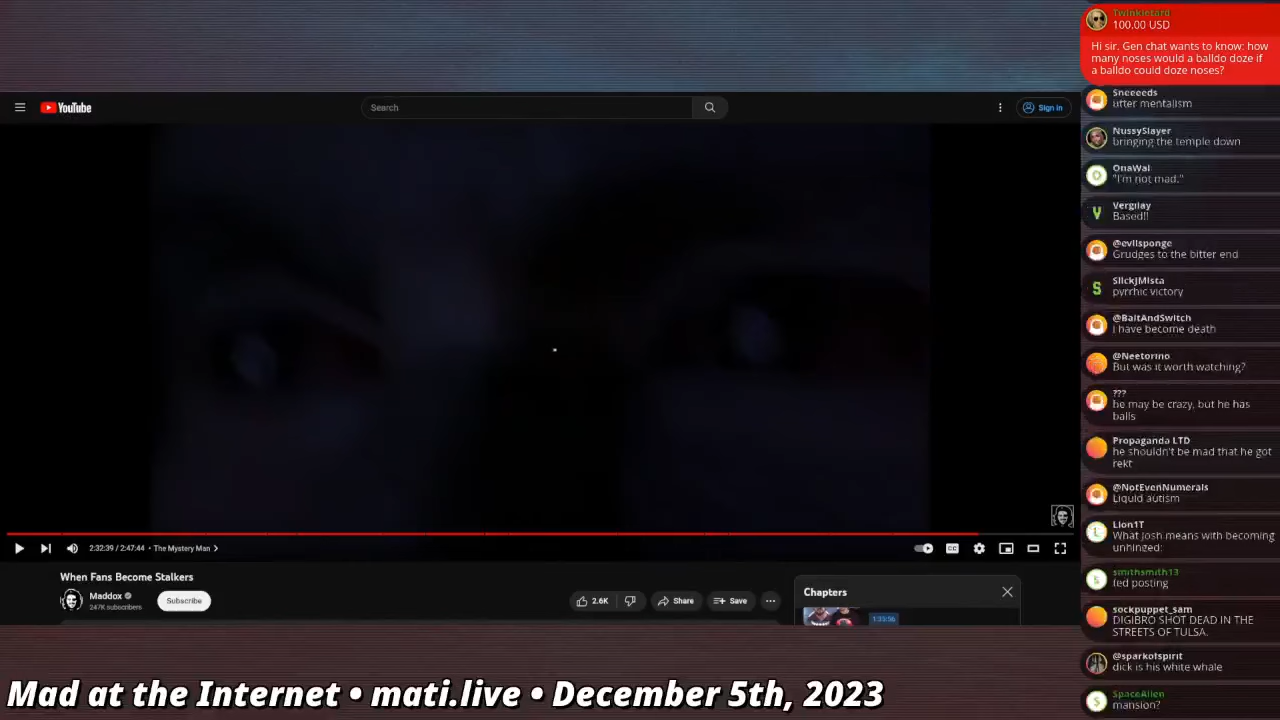 YouTube
Search
Sign in
2:32:39 / 2:47:44 • The Mystery Man
When Fans Become Stalkers
Maddox
247K subscribers
Subscribe
2.6K
Share
Save
Chapters
1:33:56
Mad at the Internet • mati.live • December 5th, 2023
Twinkletard
100.00 USD
Hi sir. Gen chat wants to know: how
many noses would a balldo doze if
a balldo could doze noses?
Sneeeds
utter mentalism
NussySlayer
bringing the temple down
OnaWal
"I'm not mad."
Vergilay
Based!!
@evilsponge
Grudges to the bitter end
SlickJMista
pyrrhic victory
@BaitAndSwitch
I have become death
@Neetorino
But was it worth watching?
???
he may be crazy, but he has
balls
Propaganda LTD
he shouldn't be mad that he got
rekt
@NotEvenNumerals
Liquid autism
Lion1T
What Josh means with becoming
unhinged:
smithsmith13
fed posting
sockpuppet_sam
DIGIBRO SHOT DEAD IN THE
STREETS OF TULSA.
@sparkofspirit
dick is his white whale
SpaceAlien
mansion?